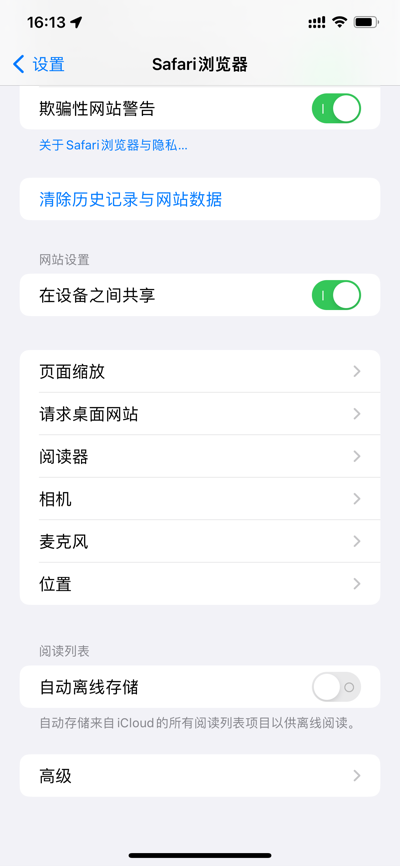 16:13
设置
Safari浏览器
欺骗性网站警告
关于Safari浏览器与隐私...
清除历史记录与网站数据
网站设置
在设备之间共享
页面缩放
请求桌面网站
阅读器
相机
麦克风
位置
阅读列表
自动离线存储
自动存储来自iCloud的所有阅读列表项目以供离线阅读。
高级